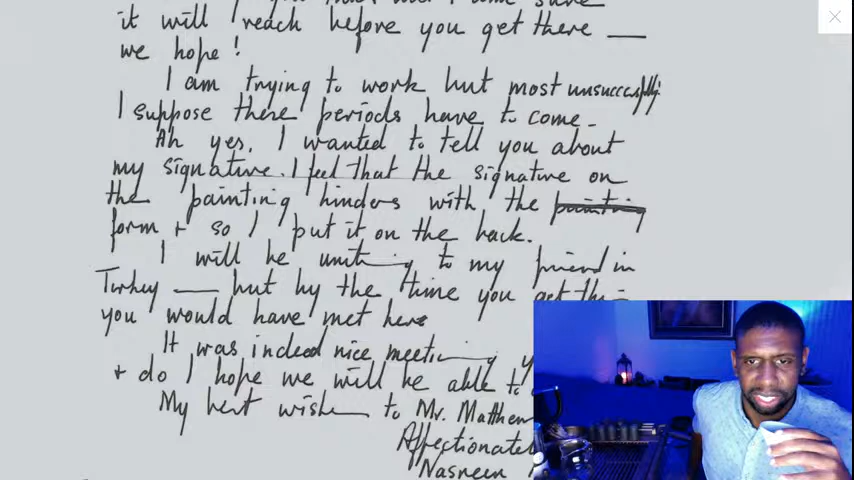 sure
it will reach before you get there —
we hope!
I am trying to work but most unsuccessfully.
I suppose these periods have to come –
Ah yes, I wanted to tell you about
my signature. I feel that the signature on
the painting hinders with the painting
form + so I put it on the back.
I will be writing to my friend in
Turkey — but by the time you get this
you would have met her
It was indeed nice meeting
+ do I hope we will be able to
My best wishes to Mr. Matthew
Affectionate
Nasreen